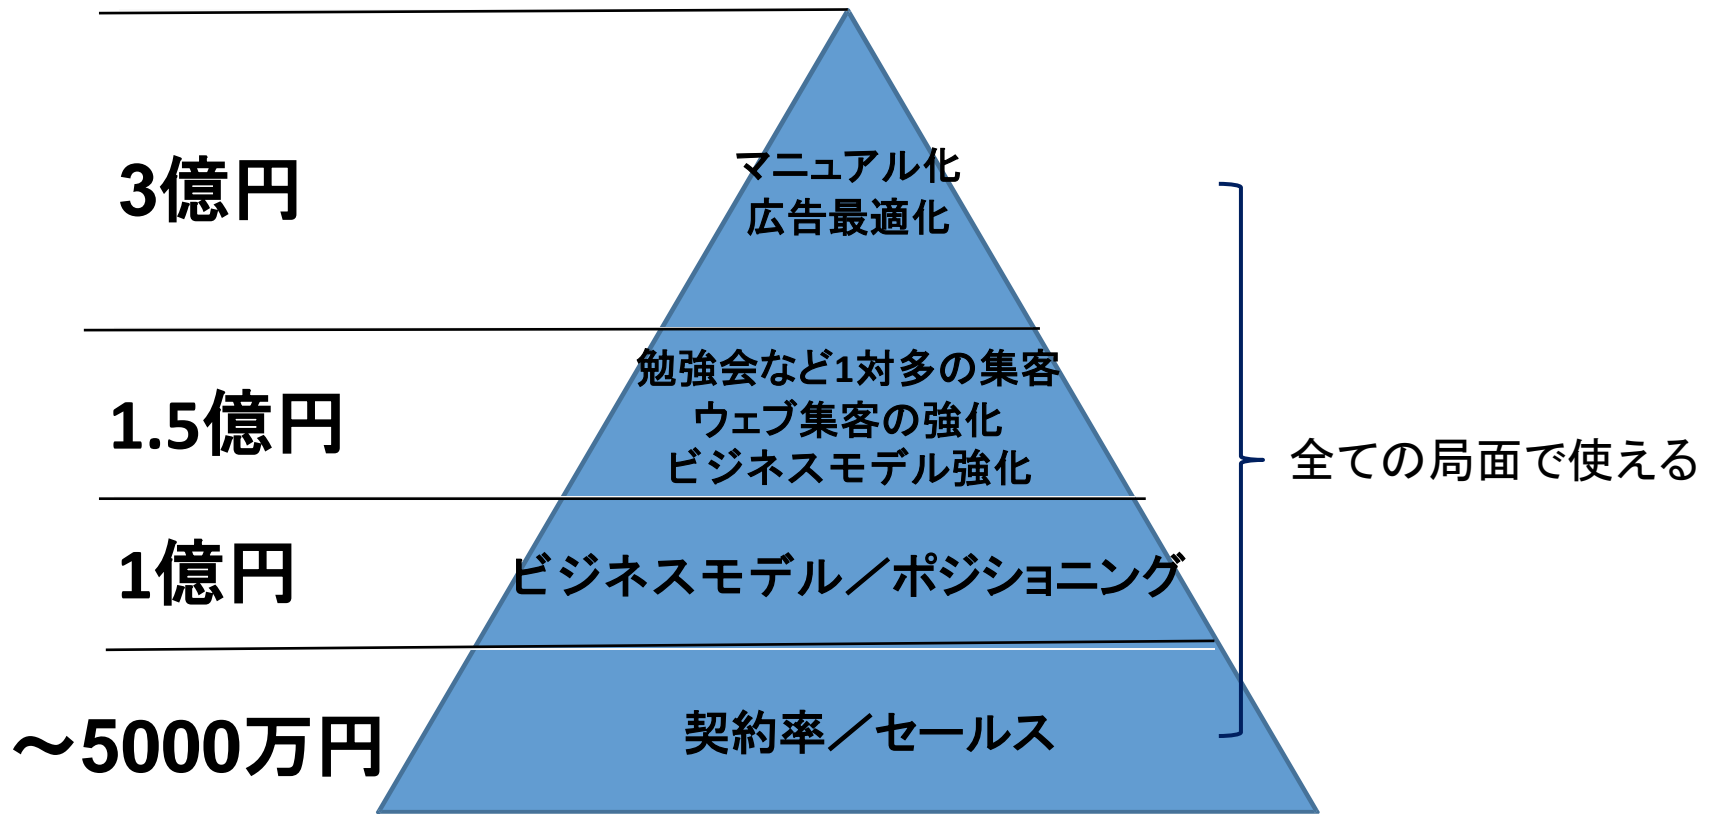 3億円
マニュアル化
広告最適化
1.5億円
勉強会など1対多の集客
ウェブ集客の強化
ビジネスモデル強化
全ての局面で使える
1億円
ビジネスモデル／ポジショニング
～5000万円
契約率／セールス